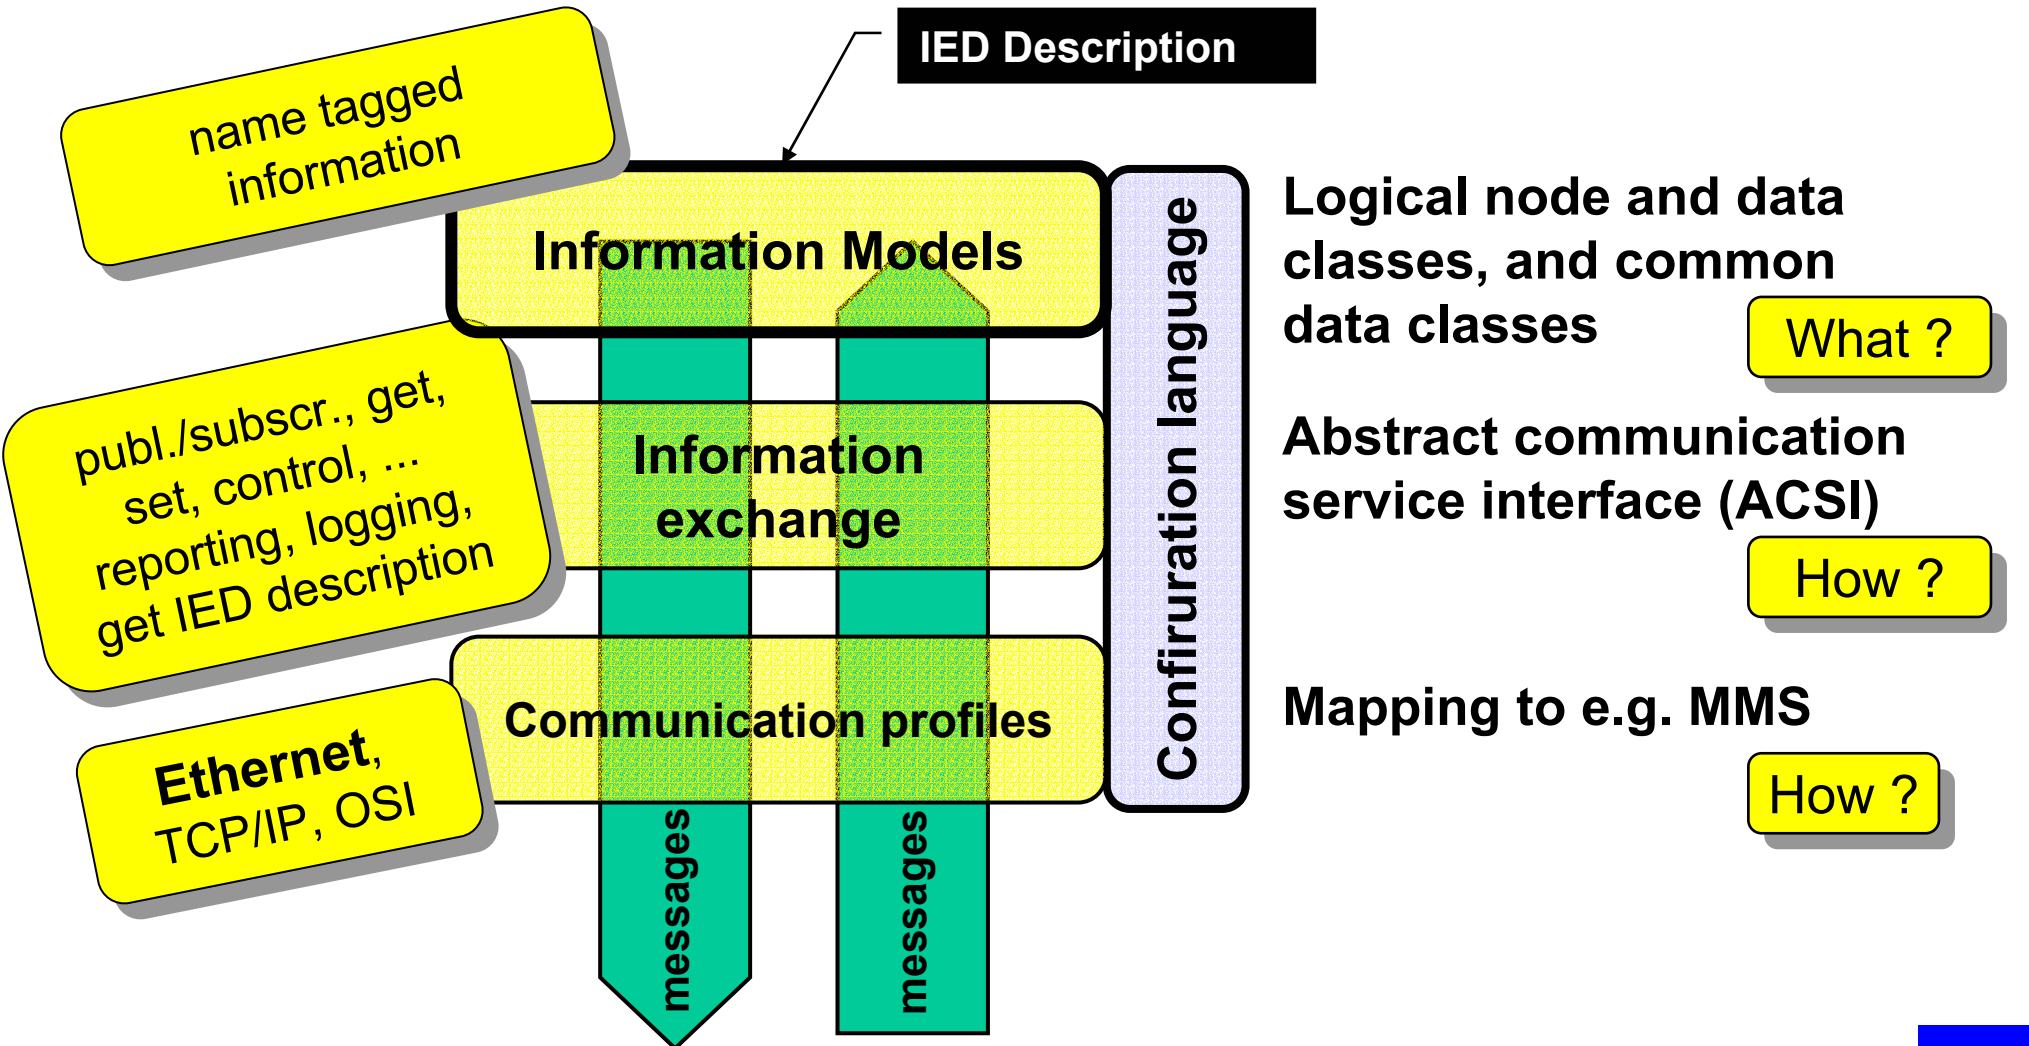 IED Description
name tagged
information
Information Models
Logical node and data
classes, and common
data classes
What ?
publ./subscr., get,
set, control, ...
reporting, logging,
get IED description
Information
exchange
Confiruration language
Abstract communication
service interface (ACSI)
How ?
Ethernet,
TCP/IP, OSI
Communication profiles
Mapping to e.g. MMS
How ?
messages
messages